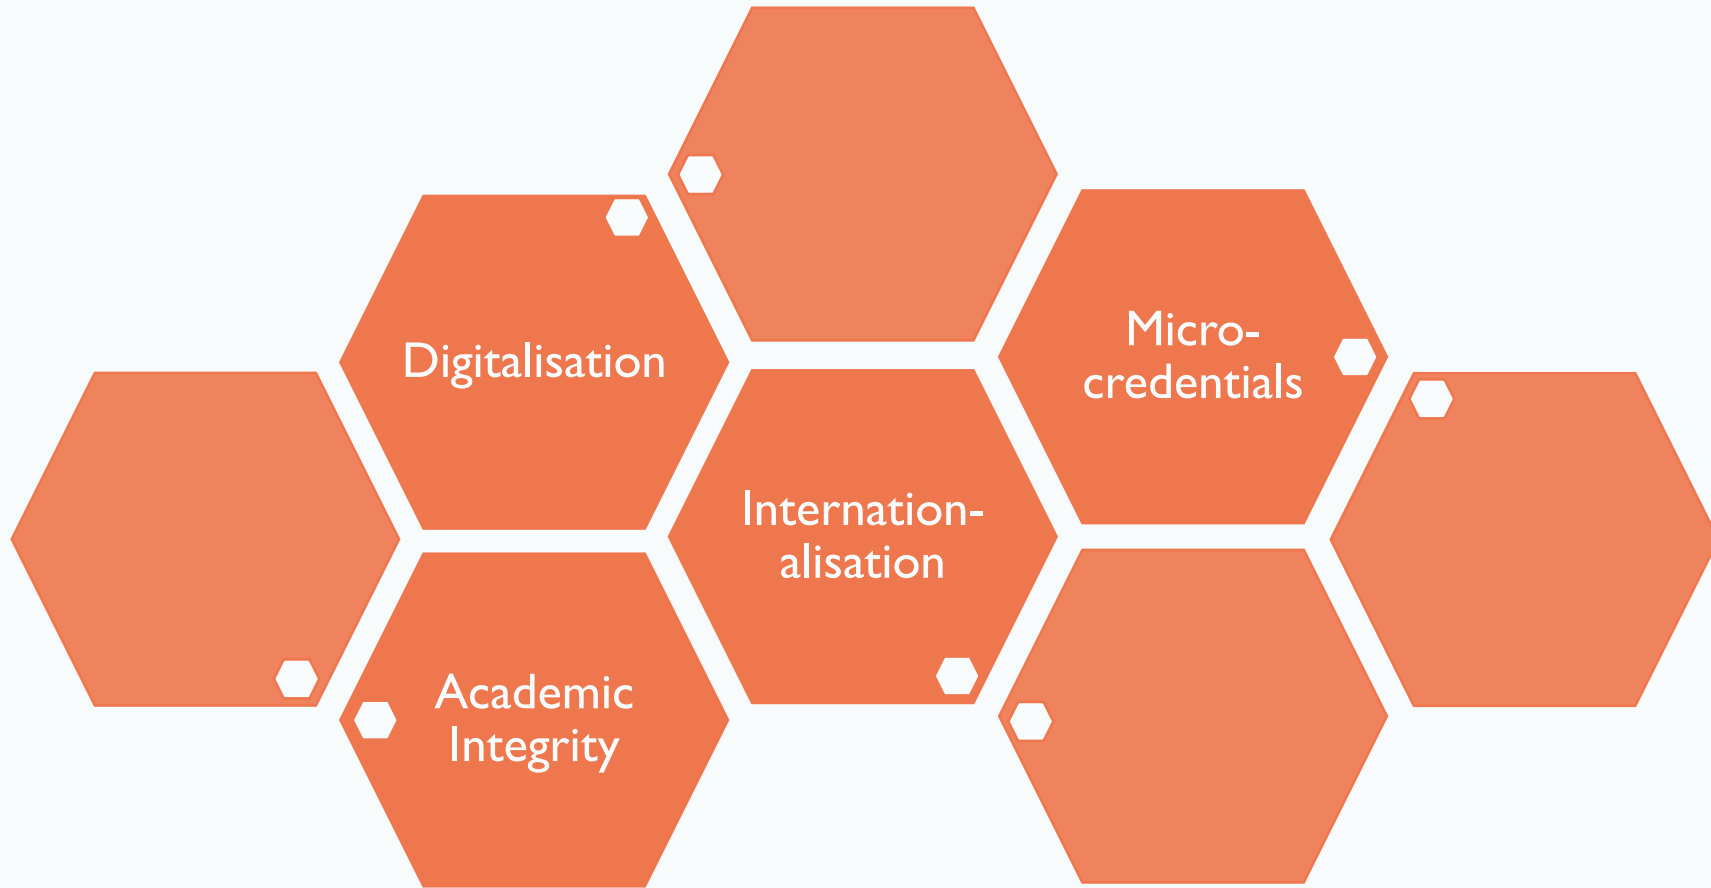 Digitalisation
Micro-
credentials
Internation-
alisation
Academic
Integrity